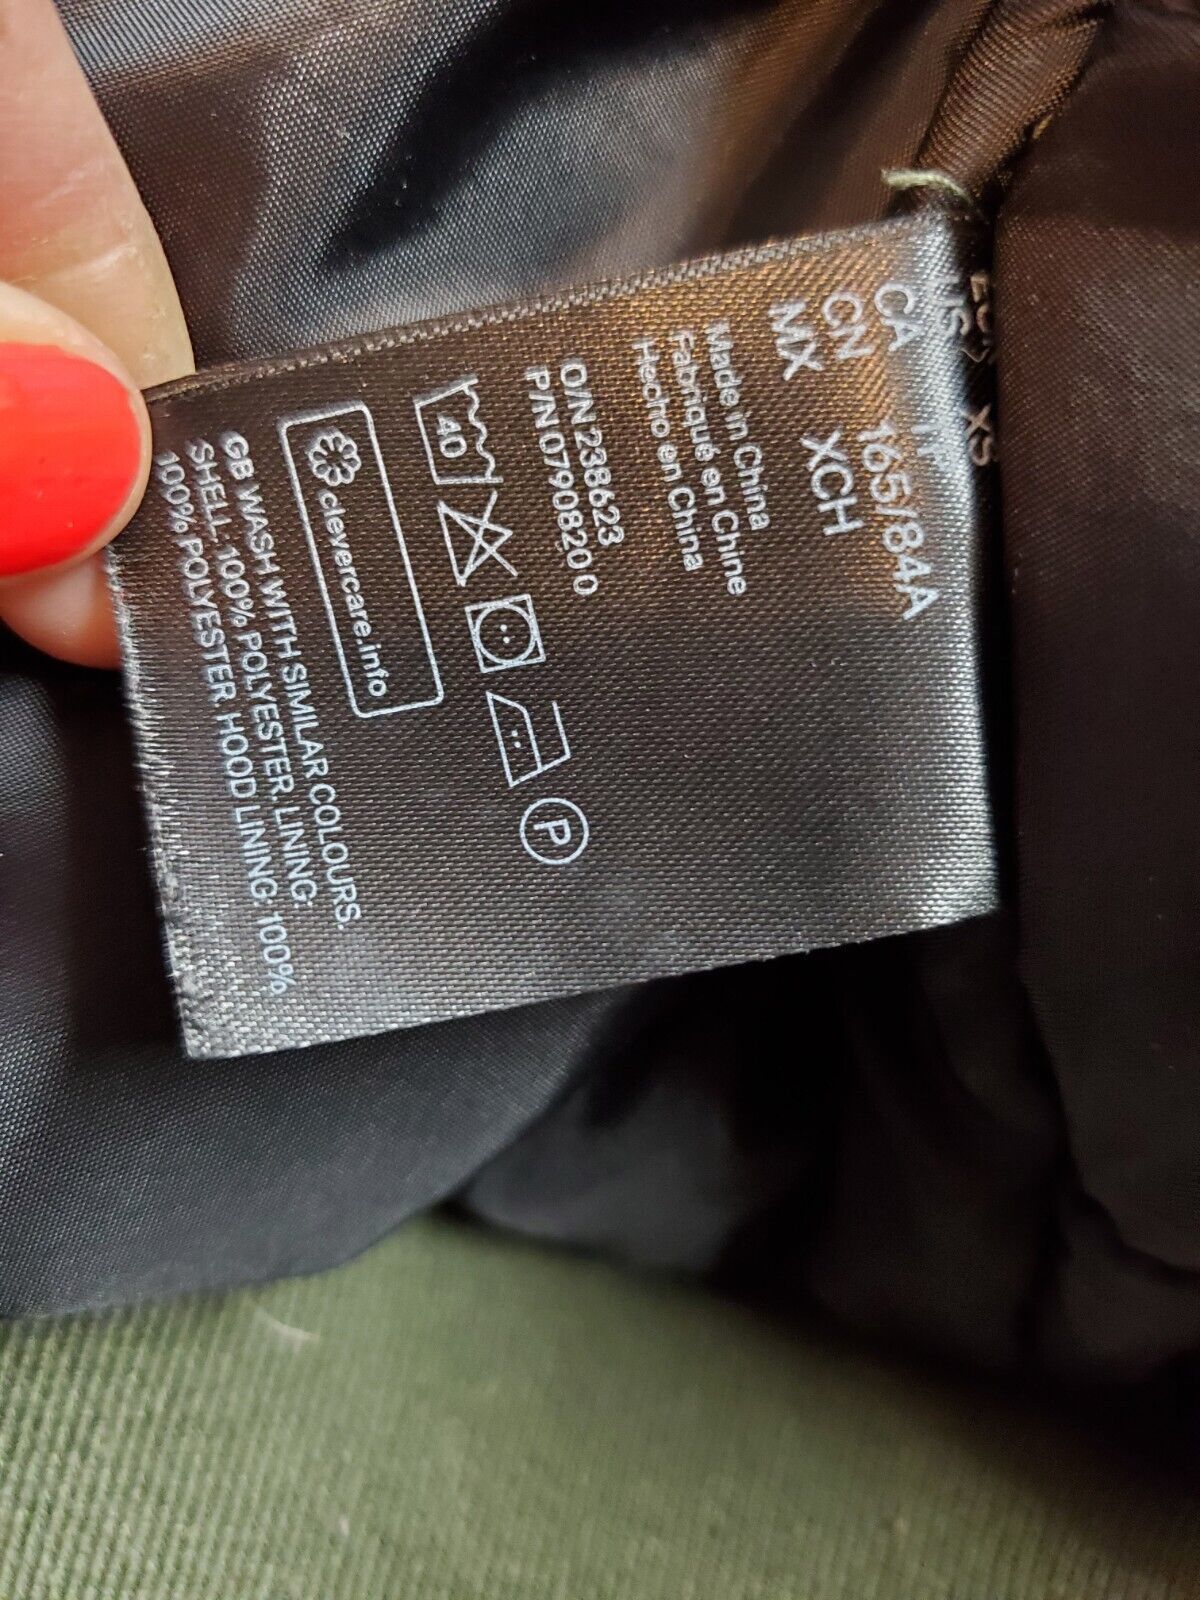 XS
CA
CN 165/84A
MX XCH
Made in China
Fabriqué en Chine
Hecho en China
O/N 238623
P/N 0790820 0
40
P
clevercare.info
GB WASH WITH SIMILAR COLOURS.
SHELL: 100% POLYESTER. LINING:
100% POLYESTER. HOOD LINING: 100%